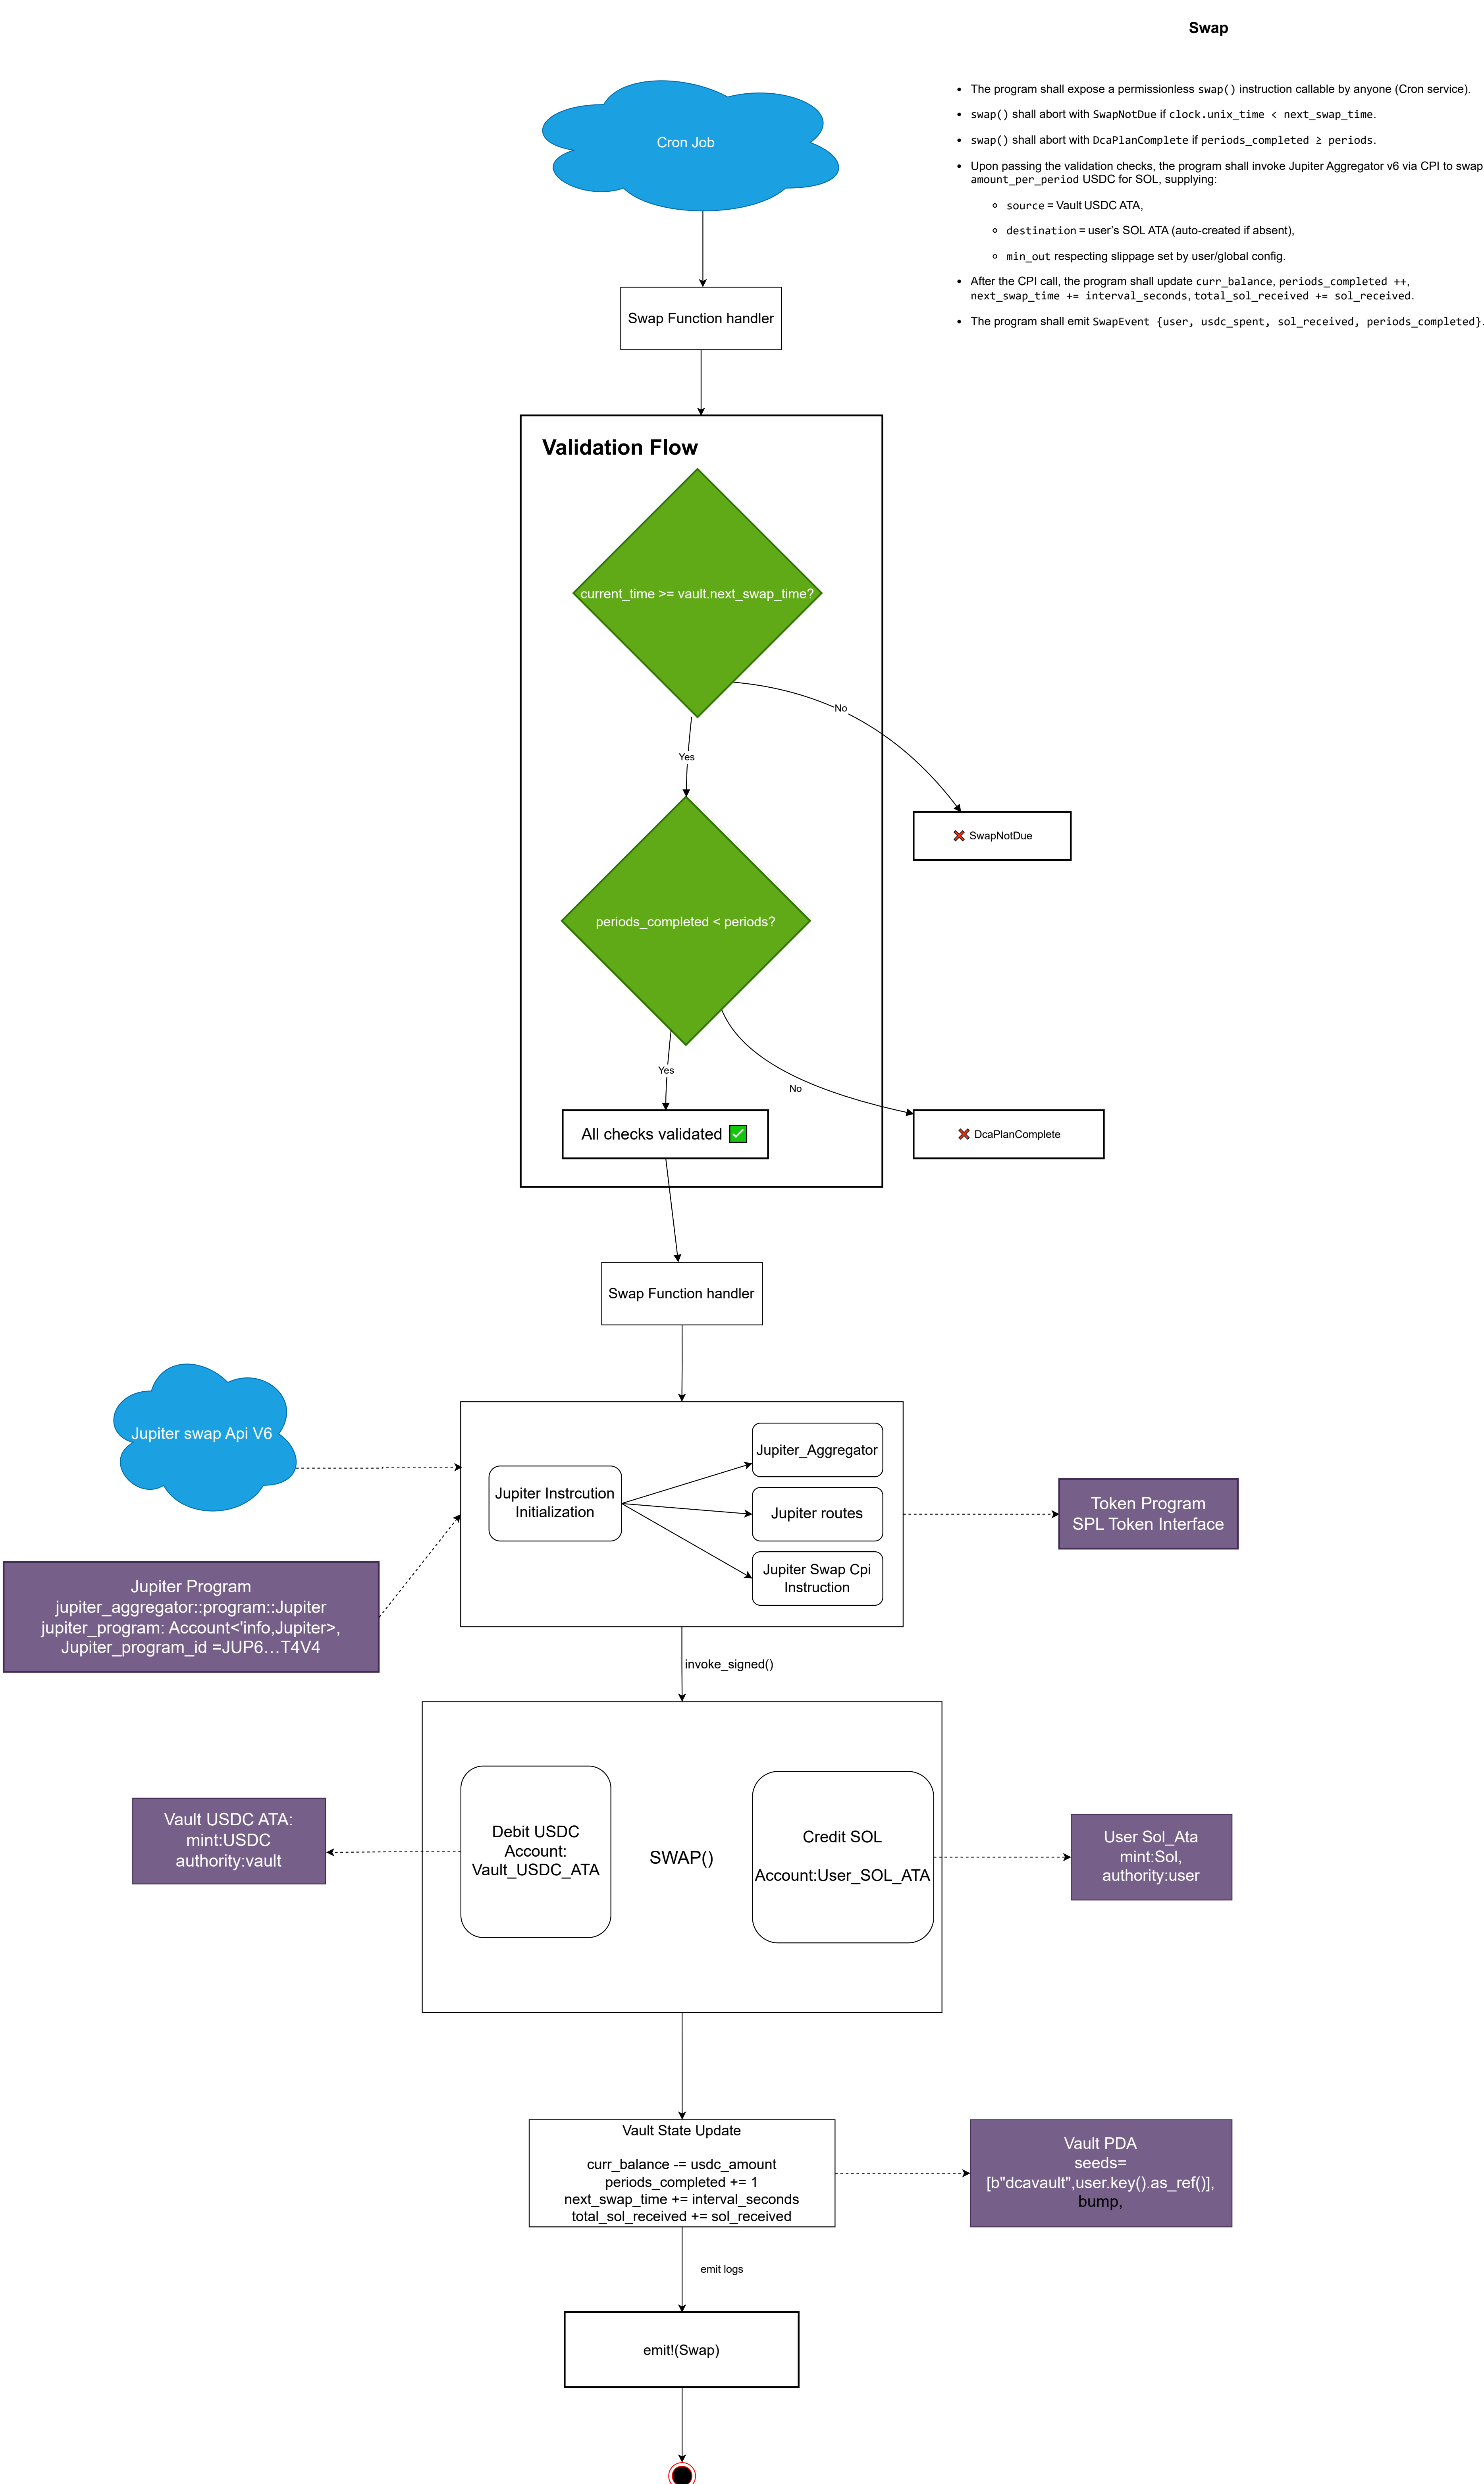 Swap
• The program shall expose a permissionless swap() instruction callable by anyone (Cron service).
• swap() shall abort with SwapNotDue if clock.unix_time < next_swap_time.
• swap() shall abort with DcaPlanComplete if periods_completed ≥ periods.
• Upon passing the validation checks, the program shall invoke Jupiter Aggregator v6 via CPI to swap
amount_per_period USDC for SOL, supplying:
◦ source = Vault USDC ATA,
◦ destination = user’s SOL ATA (auto-created if absent),
◦ min_out respecting slippage set by user/global config.
• After the CPI call, the program shall update curr_balance, periods_completed ++,
next_swap_time += interval_seconds, total_sol_received += sol_received.
• The program shall emit SwapEvent {user, usdc_spent, sol_received, periods_completed}.
Cron Job
Swap Function handler
Validation Flow
current_time >= vault.next_swap_time?
No
Yes
❌ SwapNotDue
periods_completed < periods?
Yes
No
All checks validated ✅
❌ DcaPlanComplete
Swap Function handler
Jupiter swap Api V6
Jupiter Instrcution
Initialization
Jupiter_Aggregator
Jupiter routes
Jupiter Swap Cpi
Instruction
Token Program
SPL Token Interface
Jupiter Program
jupiter_aggregator::program::Jupiter
jupiter_program: Account<'info,Jupiter>,
Jupiter_program_id =JUP6…T4V4
invoke_signed()
Vault USDC ATA:
mint:USDC
authority:vault
Debit USDC
Account:
Vault_USDC_ATA
SWAP()
Credit SOL
Account:User_SOL_ATA
User Sol_Ata
mint:Sol,
authority:user
Vault State Update
curr_balance -= usdc_amount
periods_completed += 1
next_swap_time += interval_seconds
total_sol_received += sol_received
Vault PDA
seeds=
[b"dcavault",user.key().as_ref()],
bump,
emit logs
emit!(Swap)